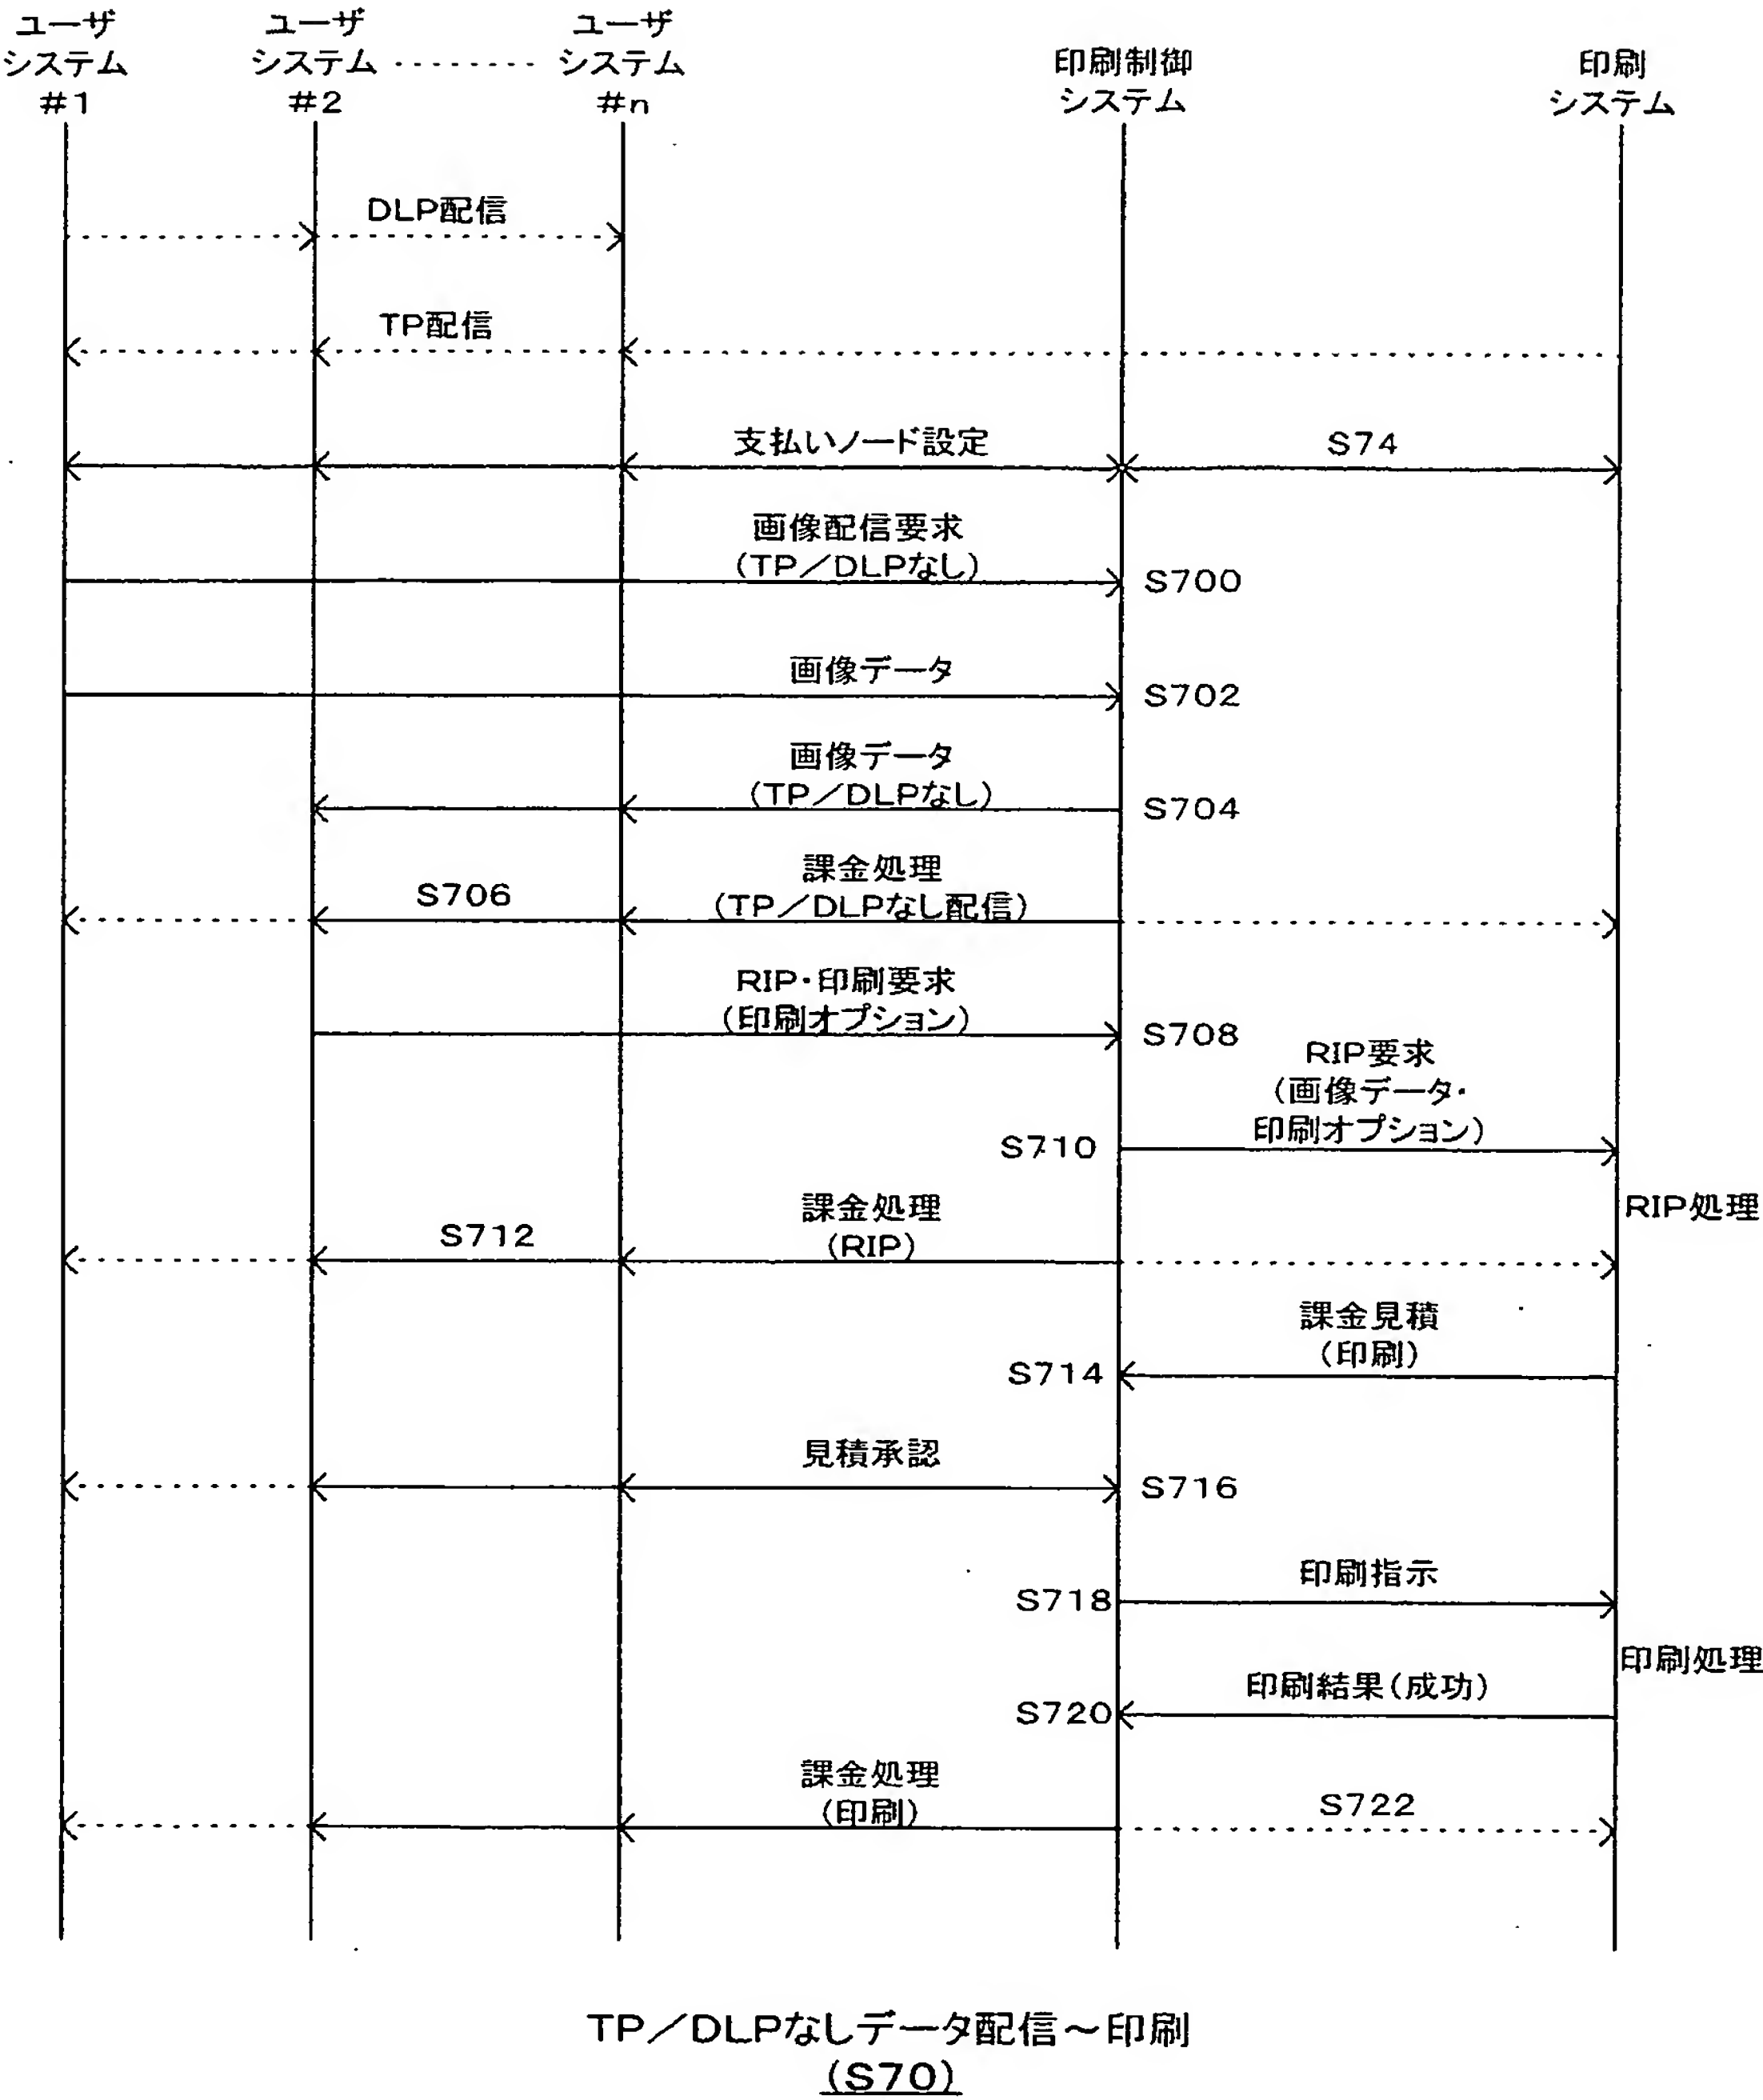 ユーザ
システム
#1
ユーザ
システム
#2
ユーザ
システム
#n
印刷制御
システム
印刷
システム
DLP配信
TP配信
支払いノード設定
S74
画像配信要求
(TP/DLPなし)
S700
画像データ
S702
画像データ
(TP/DLPなし)
S704
課金処理
(TP/DLPなし配信)
S706
RIP・印刷要求
(印刷オプション)
S708
RIP要求
(画像データ・
印刷オプション)
S710
RIP処理
課金処理
(RIP)
S712
課金見積
(印刷)
S714
見積承認
S716
印刷指示
S718
印刷処理
印刷結果(成功)
S720
課金処理
(印刷)
S722
TP/DLPなしデータ配信~印刷
(S70)